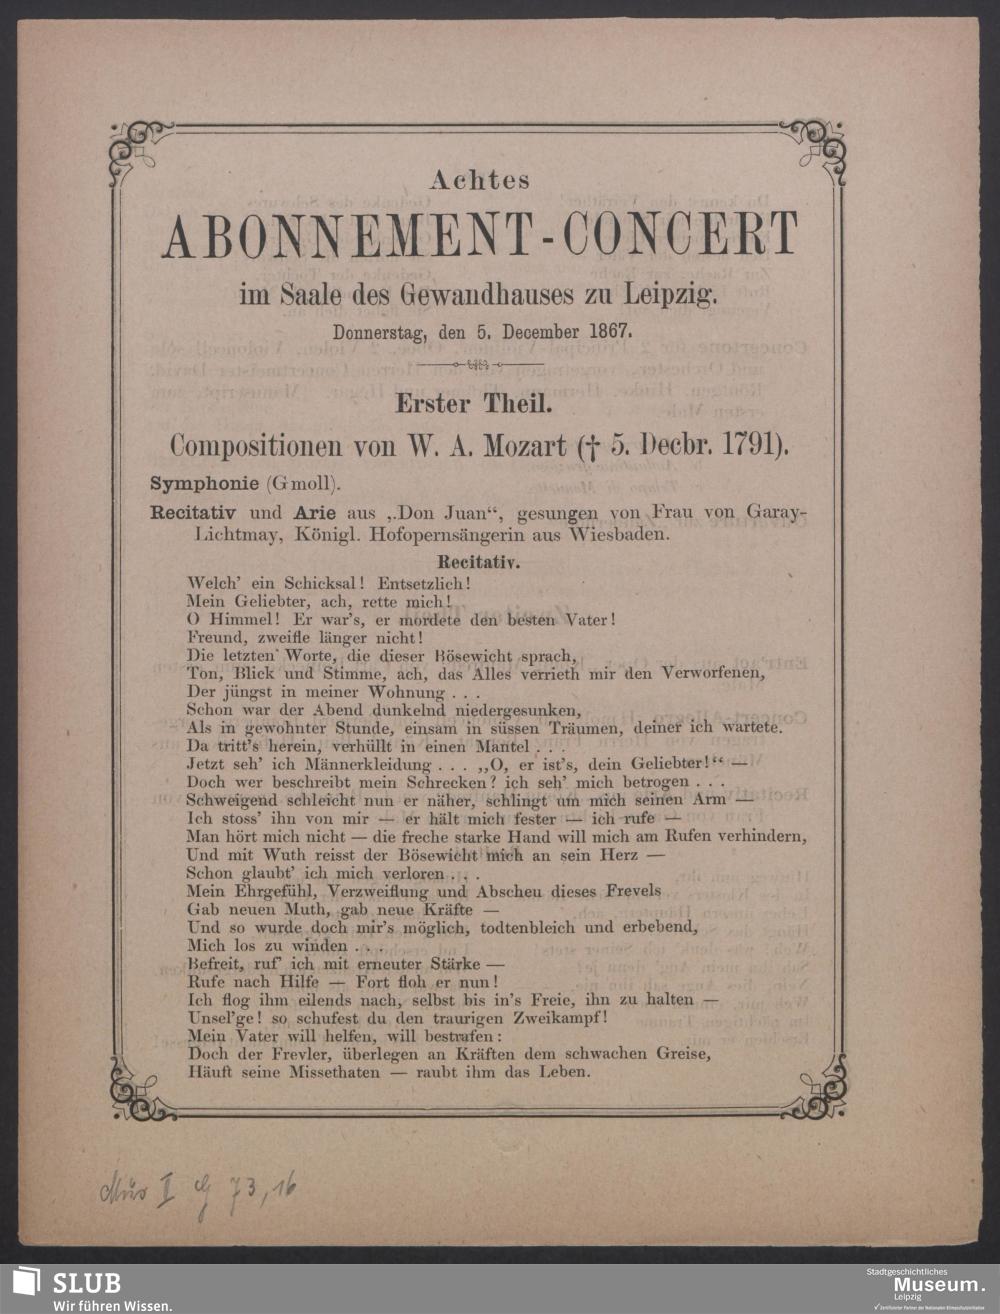 Achtes
ABONNEMENT-CONCERT
im Saale des Gewandhauses zu Leipzig.
Donnerstag, den 5. December 1867.
Erster Theil.
Compositionen von W. A. Mozart († 5. Decbr. 1791).
Symphonie (G moll).
Recitativ und Arie aus „Don Juan“, gesungen von Frau von Garay-
Lichtmay, Königl. Hofopernsängerin aus Wiesbaden.
Recitativ.
Welch' ein Schicksal! Entsetzlich!
Mein Geliebter, ach, rette mich!
O Himmel! Er war's, er mordete den besten Vater!
Freund, zweifle länger nicht!
Die letzten Worte, die dieser Bösewicht sprach,
Ton, Blick und Stimme, ach, das Alles verrieth mir den Verworfenen,
Der jüngst in meiner Wohnung . . .
Schon war der Abend dunkelnd niedergesunken,
Als in gewohnter Stunde, einsam in süssen Träumen, deiner ich wartete.
Da tritt's herein, verhüllt in einen Mantel . . .
Jetzt seh' ich Männerkleidung . . . „O, er ist's, dein Geliebter!“ —
Doch wer beschreibt mein Schrecken? ich seh' mich betrogen . . .
Schweigend schleicht nun er näher, schlingt um mich seinen Arm —
Ich stoss' ihn von mir — er hält mich fester — ich rufe —
Man hört mich nicht — die freche starke Hand will mich am Rufen verhindern,
Und mit Wuth reisst der Bösewicht mich an sein Herz —
Schon glaubt' ich mich verloren . . .
Mein Ehrgefühl, Verzweiflung und Abscheu dieses Frevels
Gab neuen Muth, gab neue Kräfte —
Und so wurde doch mir's möglich, todtenbleich und erbebend,
Mich los zu winden . . .
Befreit, ruf' ich mit erneuter Stärke —
Rufe nach Hilfe — Fort floh er nun!
Ich flog ihm eilends nach, selbst bis in's Freie, ihn zu halten —
Unsel'ge! so schufest du den traurigen Zweikampf!
Mein Vater will helfen, will bestrafen:
Doch der Frevler, überlegen an Kräften dem schwachen Greise,
Häuft seine Missethaten — raubt ihm das Leben.
Mus II G 73,16
SLUB
Wir führen Wissen.
Stadtgeschichtliches
Museum.
Leipzig
Zertifizierter Partner der Nationalen Klimaschutzinitiative